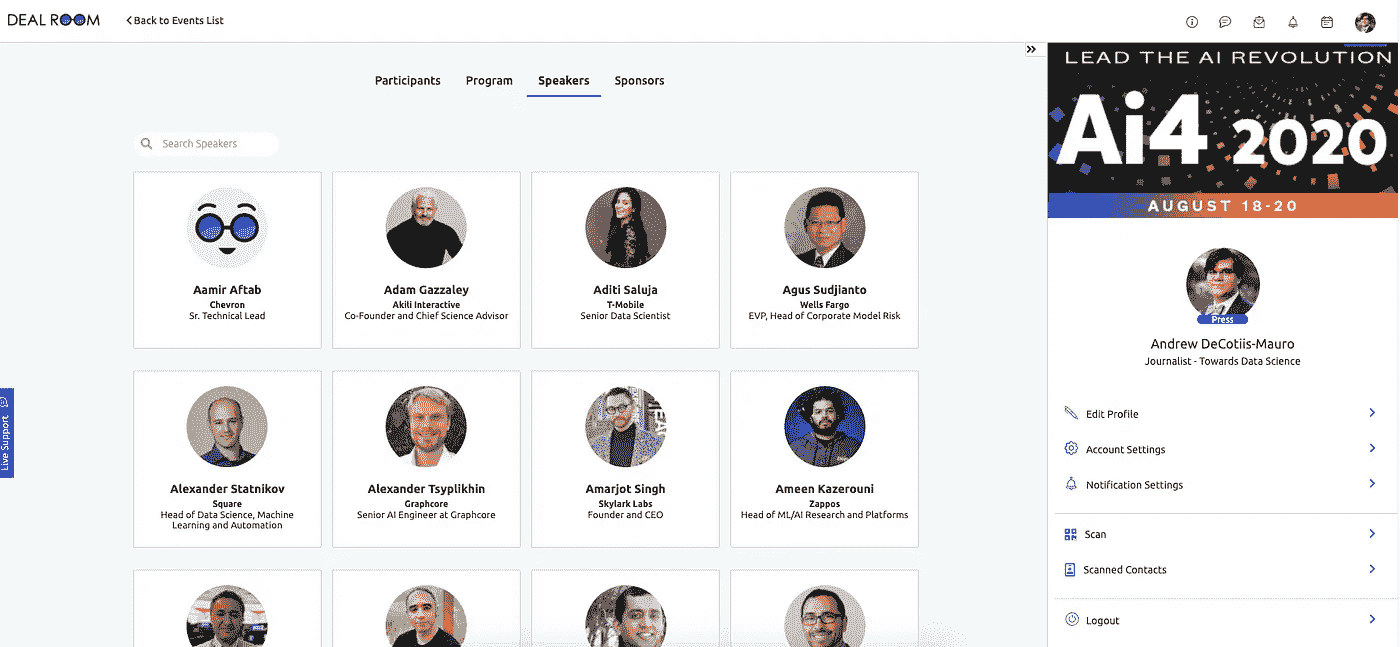 DEAL ROOM
Back to Events List
Participants
Program
Speakers
Sponsors
Search Speakers
Aamir Aftab
Chevron
Sr. Technical Lead
Adam Gazzaley
Akili Interactive
Co-Founder and Chief Science Advisor
Aditi Saluja
T-Mobile
Senior Data Scientist
Agus Sudjianto
Wells Fargo
EVP, Head of Corporate Model Risk
Alexander Statnikov
Square
Head of Data Science, Machine
Learning and Automation
Alexander Tsyplikhin
Graphcore
Senior AI Engineer at Graphcore
Amarjot Singh
Skylark Labs
Founder and CEO
Ameen Kazerouni
Zappos
Head of ML/AI Research and Platforms
Live Support
LEAD THE AI REVOLUTION
Ai4 2020
AUGUST 18-20
Press
Andrew DeCotiis-Mauro
Journalist - Towards Data Science
Edit Profile
Account Settings
Notification Settings
Scan
Scanned Contacts
Logout